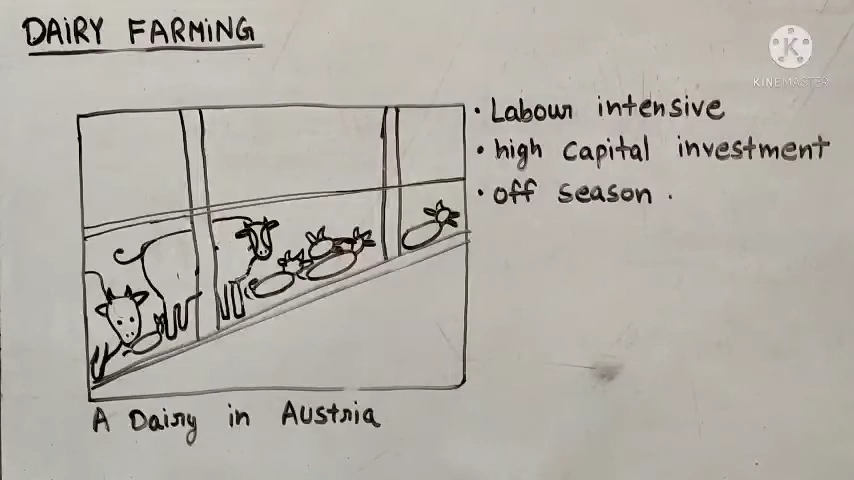 DAIRY FARMING
K
KINEMASTER
• Labour intensive
• high capital investment
• off season .
A Dairy in Austria